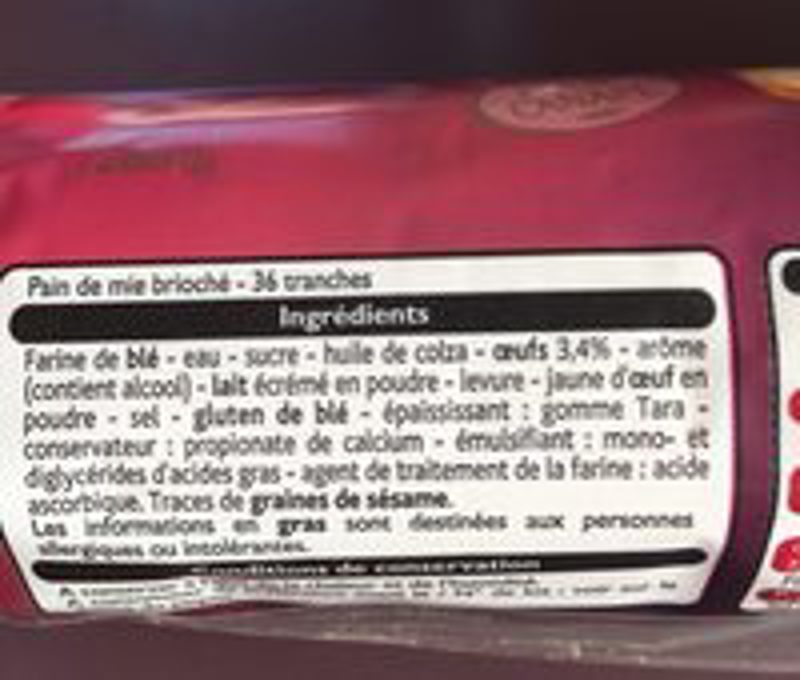 Pain de mie brioché - 36 tranches
Ingrédients
Farine de blé - eau - sucre - huile de colza - œufs 3,4% - arôme
(contient alcool) - lait écrémé en poudre - levure - jaune d'œuf en
poudre - sel - gluten de blé - épaississant : gomme Tara -
conservateur : propionate de calcium - émulsifiant : mono- et
diglycérides d'acides gras - agent de traitement de la farine : acide
ascorbique. Traces de graines de sésame.
Les informations en gras sont destinées aux personnes
allergiques ou intolérantes.
Conditions de conservation